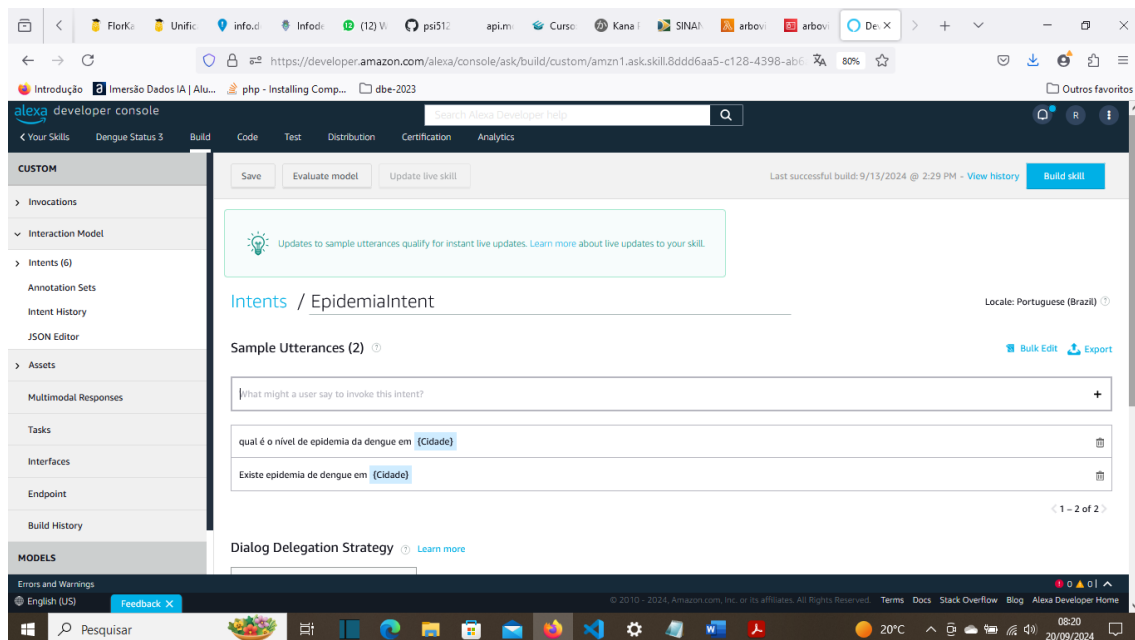 FlorKa
Unific
info.d
Infode
(12) W
psi512
api.m
Curso
Kana
SINAN
arbovi
arbovi
Dev
https://developer.amazon.com/alexa/console/ask/build/custom/amzn1.ask.skill.8ddd6aa5-c128-4398-ab6
80%
Introdução
Imersão Dados IA | Alu...
php - Installing Comp...
dbe-2023
Outros favoritos
alexa developer console
Search Alexa Developer help
R
Your Skills
Dengue Status 3
Build
Code
Test
Distribution
Certification
Analytics
CUSTOM
Save
Evaluate model
Update live skill
Last successful build: 9/13/2024 @ 2:29 PM - View history
Build skill
Invocations
Interaction Model
Updates to sample utterances qualify for instant live updates. Learn more about live updates to your skill.
Intents (6)
Annotation Sets
Intent History
JSON Editor
Intents / EpidemiaIntent
Locale: Portuguese (Brazil)
Sample Utterances (2)
Bulk Edit
Export
Assets
Multimodal Responses
Tasks
Interfaces
Endpoint
Build History
What might a user say to invoke this intent?
qual é o nível de epidemia da dengue em {Cidade}
Existe epidemia de dengue em {Cidade}
1 – 2 of 2
MODELS
Dialog Delegation Strategy
Learn more
Errors and Warnings
0
0
English (US)
Feedback
© 2010 - 2024, Amazon.com, Inc. or its affiliates. All Rights Reserved.
Terms
Docs
Stack Overflow
Blog
Alexa Developer Home
Pesquisar
20°C
08:20
20/09/2024